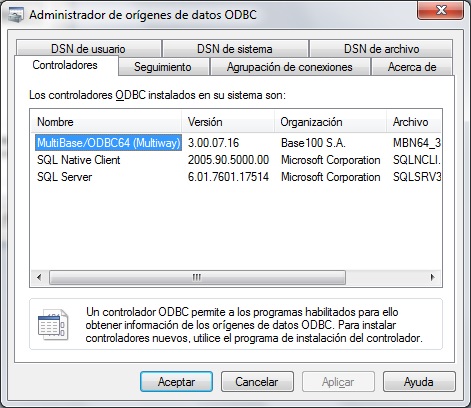 Administrador de orígenes de datos ODBC
DSN de usuario DSN de sistema DSN de archivo
Controladores Seguimiento Agrupación de conexiones Acerca de
Los controladores ODBC instalados en su sistema son:
Nombre Versión Organización Archivo
MultiBase/ODBC64 (Multiway) 3.00.07.16 Base100 S.A. MBN64_3
SQL Native Client 2005.90.5000.00 Microsoft Corporation SQLNCLI.
SQL Server 6.01.7601.17514 Microsoft Corporation SQLSRV3
Un controlador ODBC permite a los programas habilitados para ello
obtener información de los orígenes de datos ODBC. Para instalar
controladores nuevos, utilice el programa de instalación del controlador.
Aceptar Cancelar Aplicar Ayuda